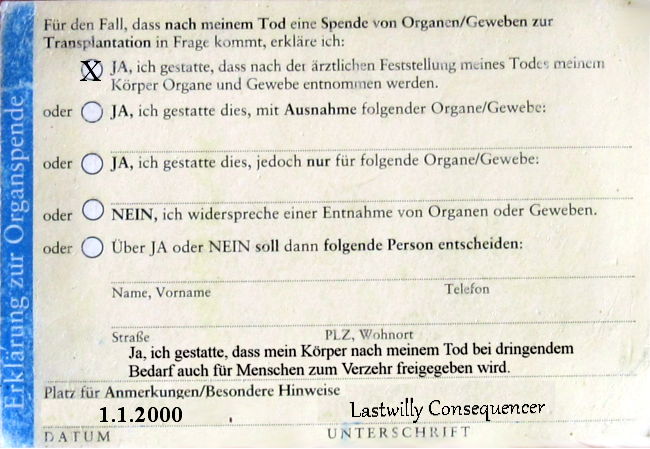 Erklärung zur Organspende
Für den Fall, dass nach meinem Tod eine Spende von Organen/Geweben zur
Transplantation in Frage kommt, erkläre ich:
X JA, ich gestatte, dass nach der ärztlichen Feststellung meines Todes meinem
Körper Organe und Gewebe entnommen werden.
oder JA, ich gestatte dies, mit Ausnahme folgender Organe/Gewebe:
oder JA, ich gestatte dies, jedoch nur für folgende Organe/Gewebe:
oder NEIN, ich widerspreche einer Entnahme von Organen oder Geweben.
oder Über JA oder NEIN soll dann folgende Person entscheiden:
Name, Vorname Telefon
Straße PLZ, Wohnort
Ja, ich gestatte, dass mein Körper nach meinem Tod bei dringendem
Bedarf auch für Menschen zum Verzehr freigegeben wird.
Platz für Anmerkungen/Besondere Hinweise
1.1.2000 Lastwilly Consequencer
DATUM UNTERSCHRIFT